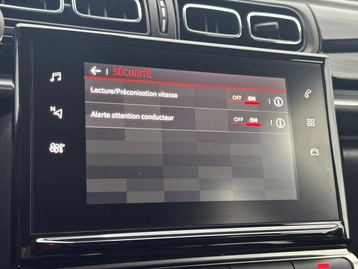 SÉCURITÉ
Lecture/Préconisation vitesse OFF ON i
Alerte attention conducteur OFF ON i
N